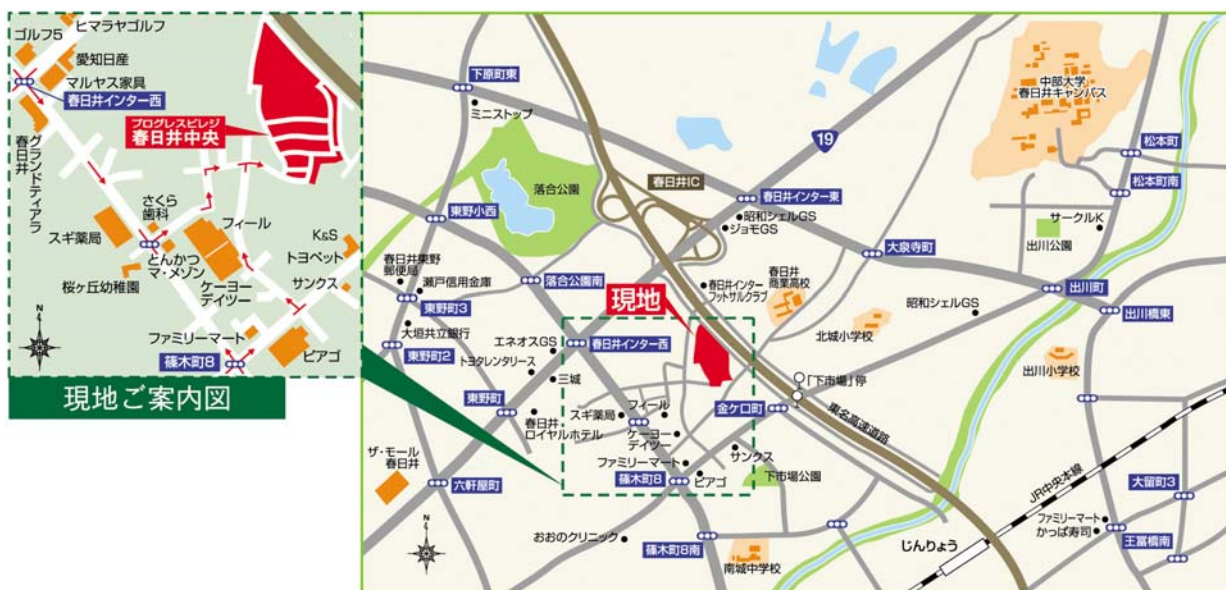 ゴルフ5
ヒマラヤゴルフ
愛知日産
マルヤス家具
春日井インター西
プログレスビレジ
春日井中央
グランドティアラ
春日井
さくら
歯科
フィール
スギ薬局
とんかつ
マ・メゾン
ケーヨー
デイツー
桜ヶ丘幼稚園
K&S
トヨペット
サンクス
ファミリーマート
篠木町8
ピアゴ
N
現地ご案内図
下原町東
ミニストップ
落合公園
春日井IC
19
春日井インター東
昭和シェルGS
ジョモGS
中部大学
春日井キャンパス
松本町
松本町南
サークルK
出川公園
東野小西
大泉寺町
春日井東野
郵便局
瀬戸信用金庫
落合公園南
春日井インター
フットサルクラブ
春日井
商業高校
昭和シェルGS
出川町
出川橋東
東野町3
現地
北城小学校
大垣共立銀行
エネオスGS
春日井インター西
東野町2
トヨタレンタリース
三城
出川小学校
「下市場」停
東野町
スギ薬局
フィール
金ケ口町
東名高速道路
春日井
ロイヤルホテル
ケーヨー
デイツー
サンクス
ザ・モール
春日井
ファミリーマート
下市場公園
JR中央本線
六軒屋町
篠木町8
ピアゴ
大留町3
ファミリーマート
かっぱ寿司
おおのクリニック
篠木町8南
じんりょう
王冨橋南
N
南城中学校